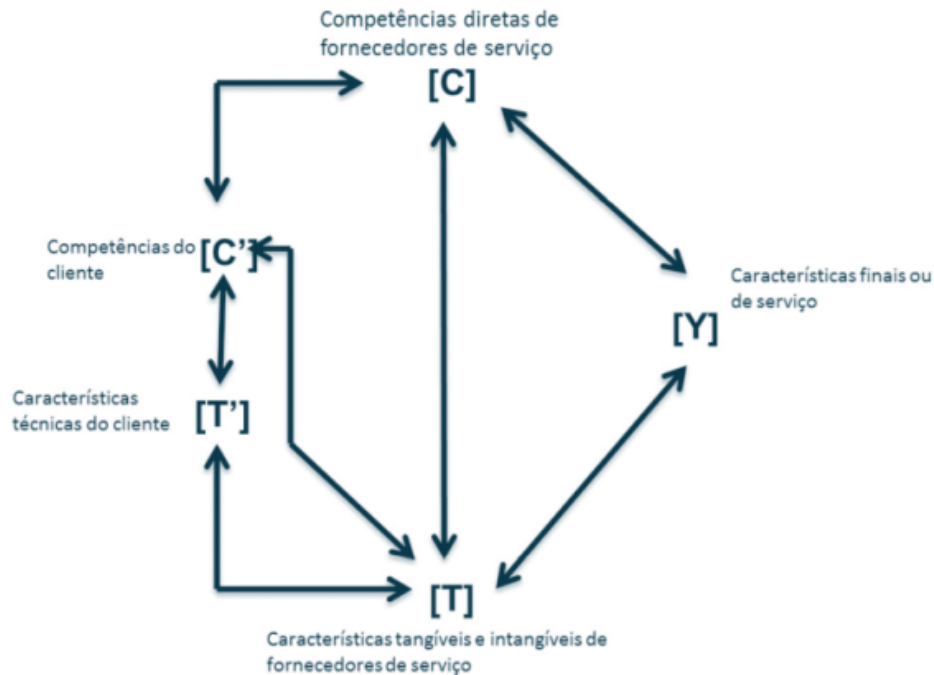 Competências diretas de
fornecedores de serviço
[C]
Competências do
cliente
[C’]
Características finais ou
de serviço
[Y]
Características
técnicas do cliente
[T’]
[T]
Característicás tangíveis e intangíveis de
fornecedores de serviço